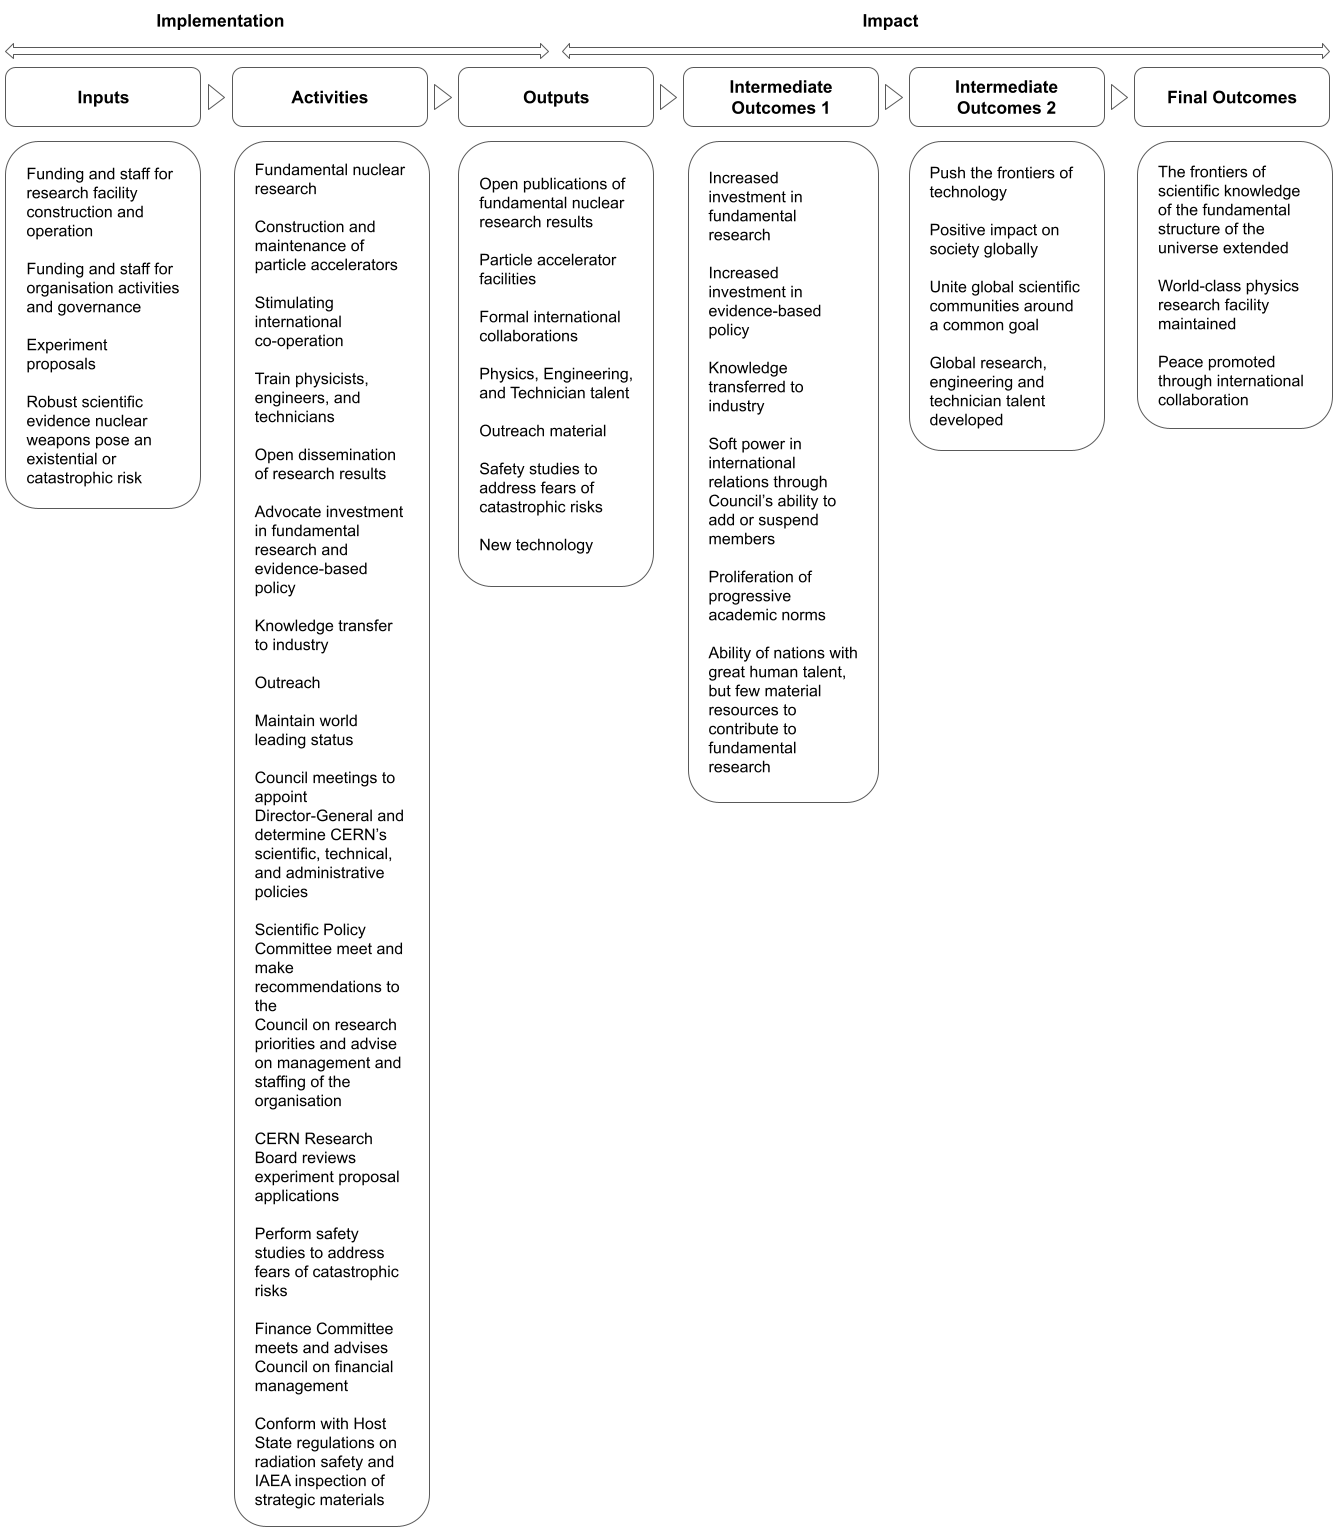 Implementation
Impact
Inputs
Activities
Outputs
Intermediate
Outcomes 1
Intermediate
Outcomes 2
Final Outcomes
Funding and staff for
research facility
construction and
operation
Funding and staff for
organisation activities
and governance
Experiment
proposals
Robust scientific
evidence nuclear
weapons pose an
existential or
catastrophic risk
Fundamental nuclear
research
Construction and
maintenance of
particle accelerators
Stimulating
international
co-operation
Train physicists,
engineers, and
technicians
Open dissemination
of research results
Advocate investment
in fundamental
research and
evidence-based
policy
Knowledge transfer
to industry
Outreach
Maintain world
leading status
Council meetings to
appoint
Director-General and
determine CERN's
scientific, technical,
and administrative
policies
Scientific Policy
Committee meet and
make
recommendations to
the
Council on research
priorities and advise
on management and
staffing of the
organisation
CERN Research
Board reviews
experiment proposal
applications
Perform safety
studies to address
fears of catastrophic
risks
Finance Committee
meets and advises
Council on financial
management
Conform with Host
State regulations on
radiation safety and
IAEA inspection of
strategic materials
Open publications of
fundamental nuclear
research results
Particle accelerator
facilities
Formal international
collaborations
Physics, Engineering,
and Technician talent
Outreach material
Safety studies to
address fears of
catastrophic risks
New technology
Increased
investment in
fundamental
research
Increased
investment in
evidence-based
policy
Knowledge
transferred to
industry
Soft power in
international
relations through
Council's ability to
add or suspend
members
Proliferation of
progressive
academic norms
Ability of nations with
great human talent,
but few material
resources to
contribute to
fundamental
research
Push the frontiers of
technology
Positive impact on
society globally
Unite global scientific
communities around
a common goal
Global research,
engineering and
technician talent
developed
The frontiers of
scientific knowledge
of the fundamental
structure of the
universe extended
World-class physics
research facility
maintained
Peace promoted
through international
collaboration